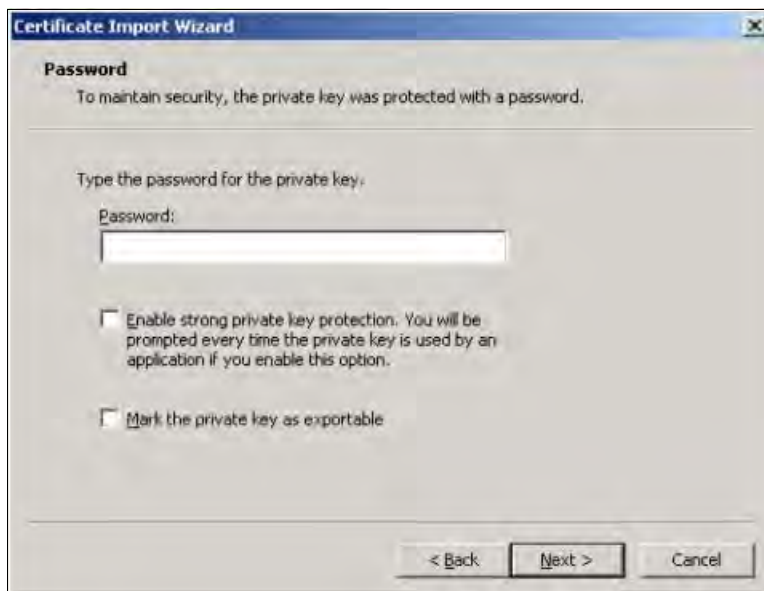 Certificate Import Wizard
Password
To maintain security, the private key was protected with a password.
Type the password for the private key.
Password:
Enable strong private key protection. You will be
prompted every time the private key is used by an
application if you enable this option.
Mark the private key as exportable
< Back
Next >
Cancel